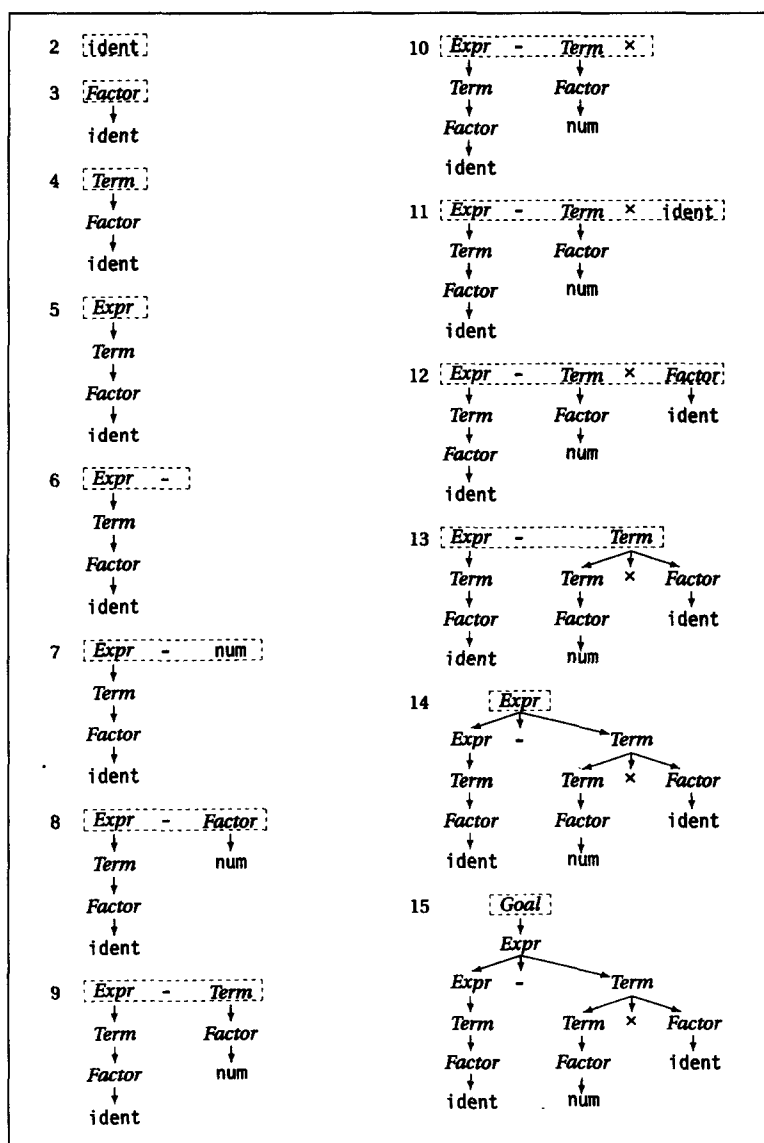 2 ident
3 Factor
ident
4 Term
Factor
ident
5 Expr
Term
Factor
ident
6 Expr -
Term
Factor
ident
7 Expr - num
Term
Factor
ident
8 Expr - Factor
Term num
Factor
ident
9 Expr - Term
Term Factor
Factor num
ident
10 Expr - Term ×
Term Factor
Factor num
ident
11 Expr - Term × ident
Term Factor
Factor num
ident
12 Expr - Term × Factor
Term Factor ident
Factor num
ident
13 Expr - Term
Term Term × Factor
Factor Factor ident
ident num
14 Expr
Expr - Term
Term Term × Factor
Factor Factor ident
ident num
15 Goal
Expr
Expr - Term
Term Term × Factor
Factor Factor ident
ident num